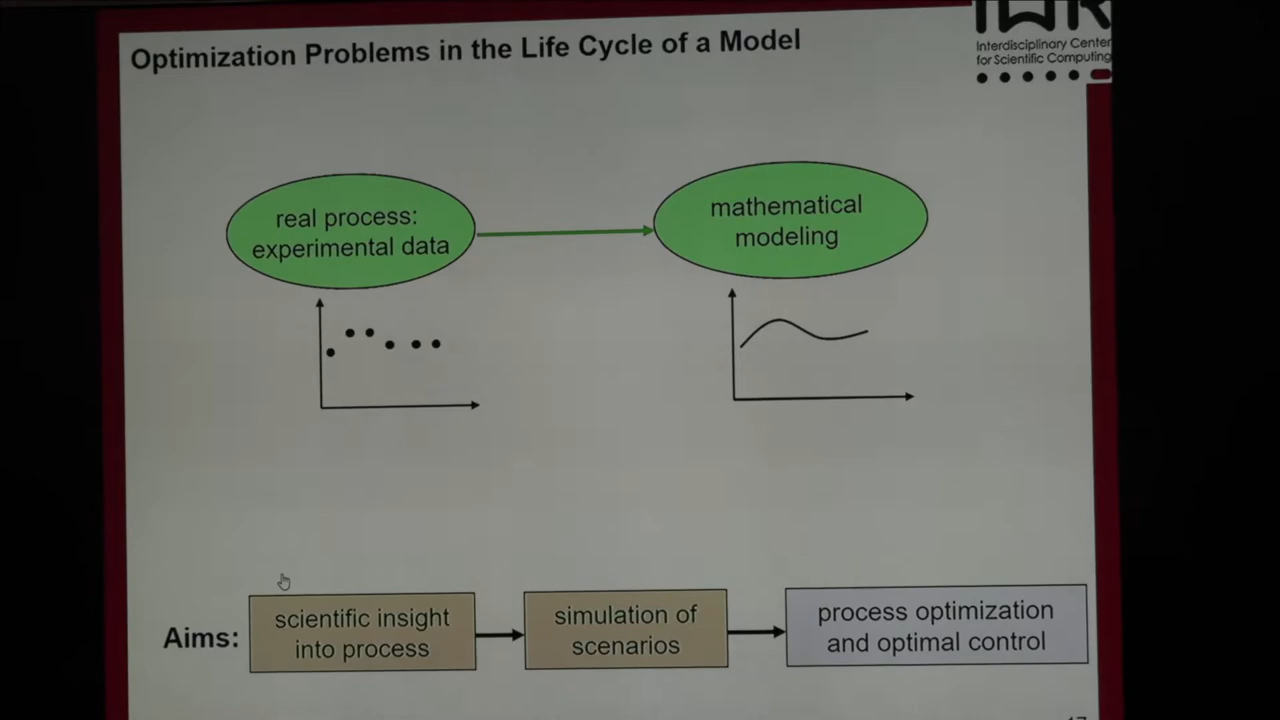 Optimization Problems in the Life Cycle of a Model
IWR
Interdisciplinary Center
for Scientific Computing
real process:
experimental data
mathematical
modeling
Aims:
scientific insight
into process
simulation of
scenarios
process optimization
and optimal control